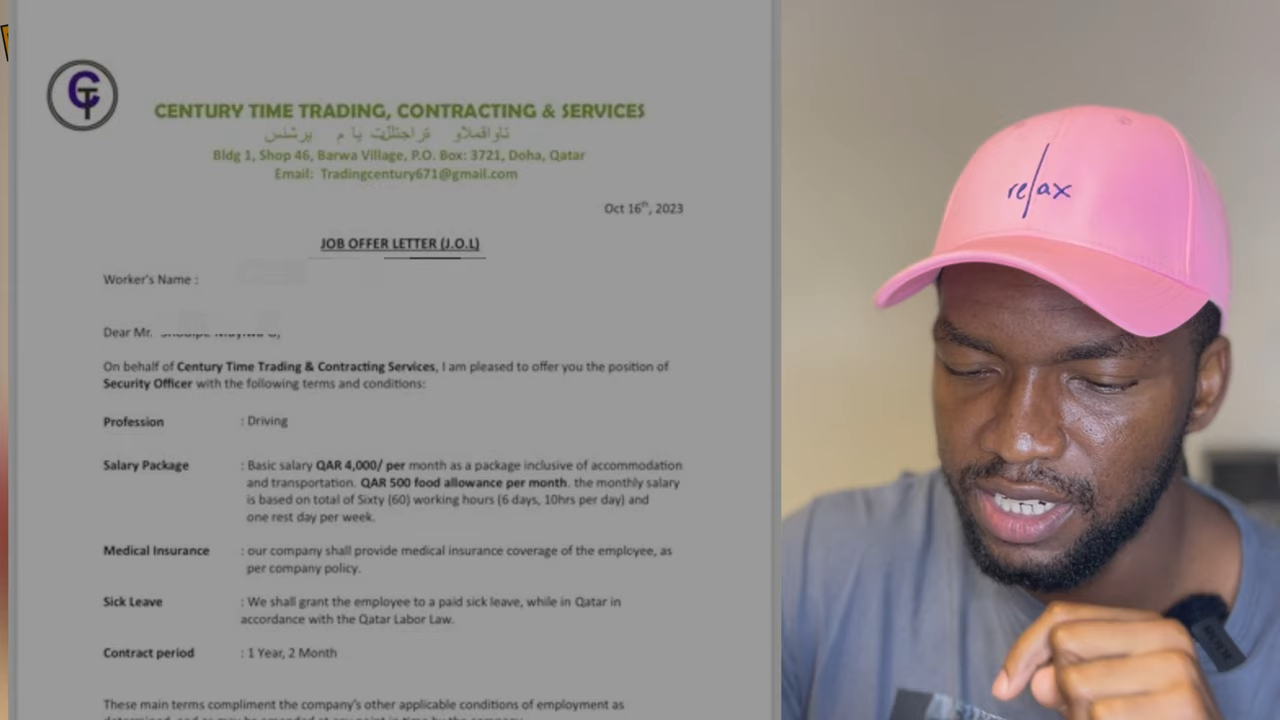 CENTURY TIME TRADING, CONTRACTING & SERVICES
Bldg 1, Shop 46, Barwa Village, P.O. Box: 3721, Doha, Qatar
Email: Tradingcentury671@gmail.com
Oct 16th, 2023
JOB OFFER LETTER (J.O.L)
Worker's Name :
Dear Mr.
On behalf of Century Time Trading & Contracting Services, I am pleased to offer you the position of
Security Officer with the following terms and conditions:
Profession : Driving
Salary Package : Basic salary QAR 4,000/ per month as a package inclusive of accommodation
and transportation. QAR 500 food allowance per month. the monthly salary
is based on total of Sixty (60) working hours (6 days, 10hrs per day) and
one rest day per week.
Medical Insurance : our company shall provide medical insurance coverage of the employee, as
per company policy.
Sick Leave : We shall grant the employee to a paid sick leave, while in Qatar in
accordance with the Qatar Labor Law.
Contract period : 1 Year, 2 Month
These main terms compliment the company's other applicable conditions of employment as
relax